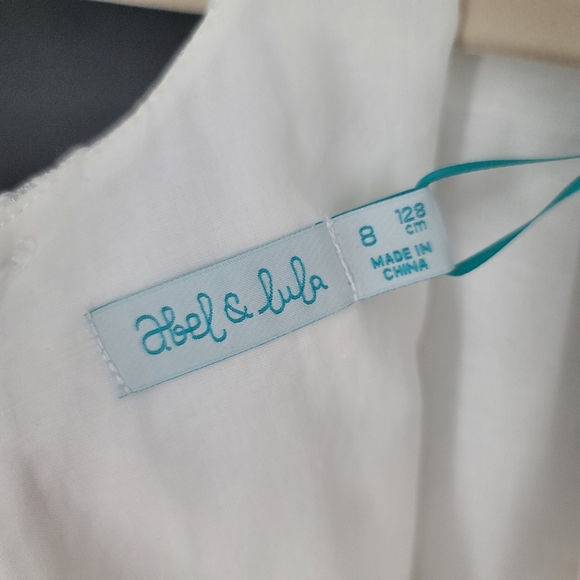 abel & lula
8 128 cm
MADE IN
CHINA